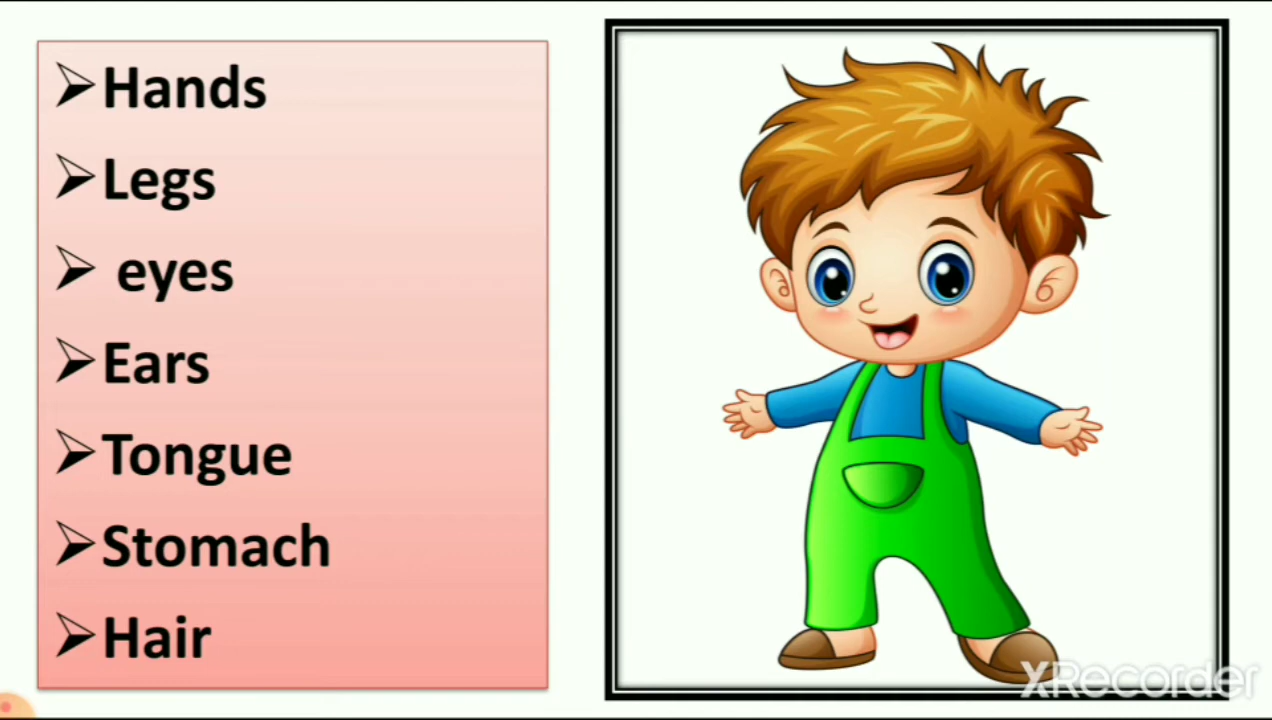 Hands
Legs
eyes
Ears
Tongue
Stomach
Hair
XRecorder